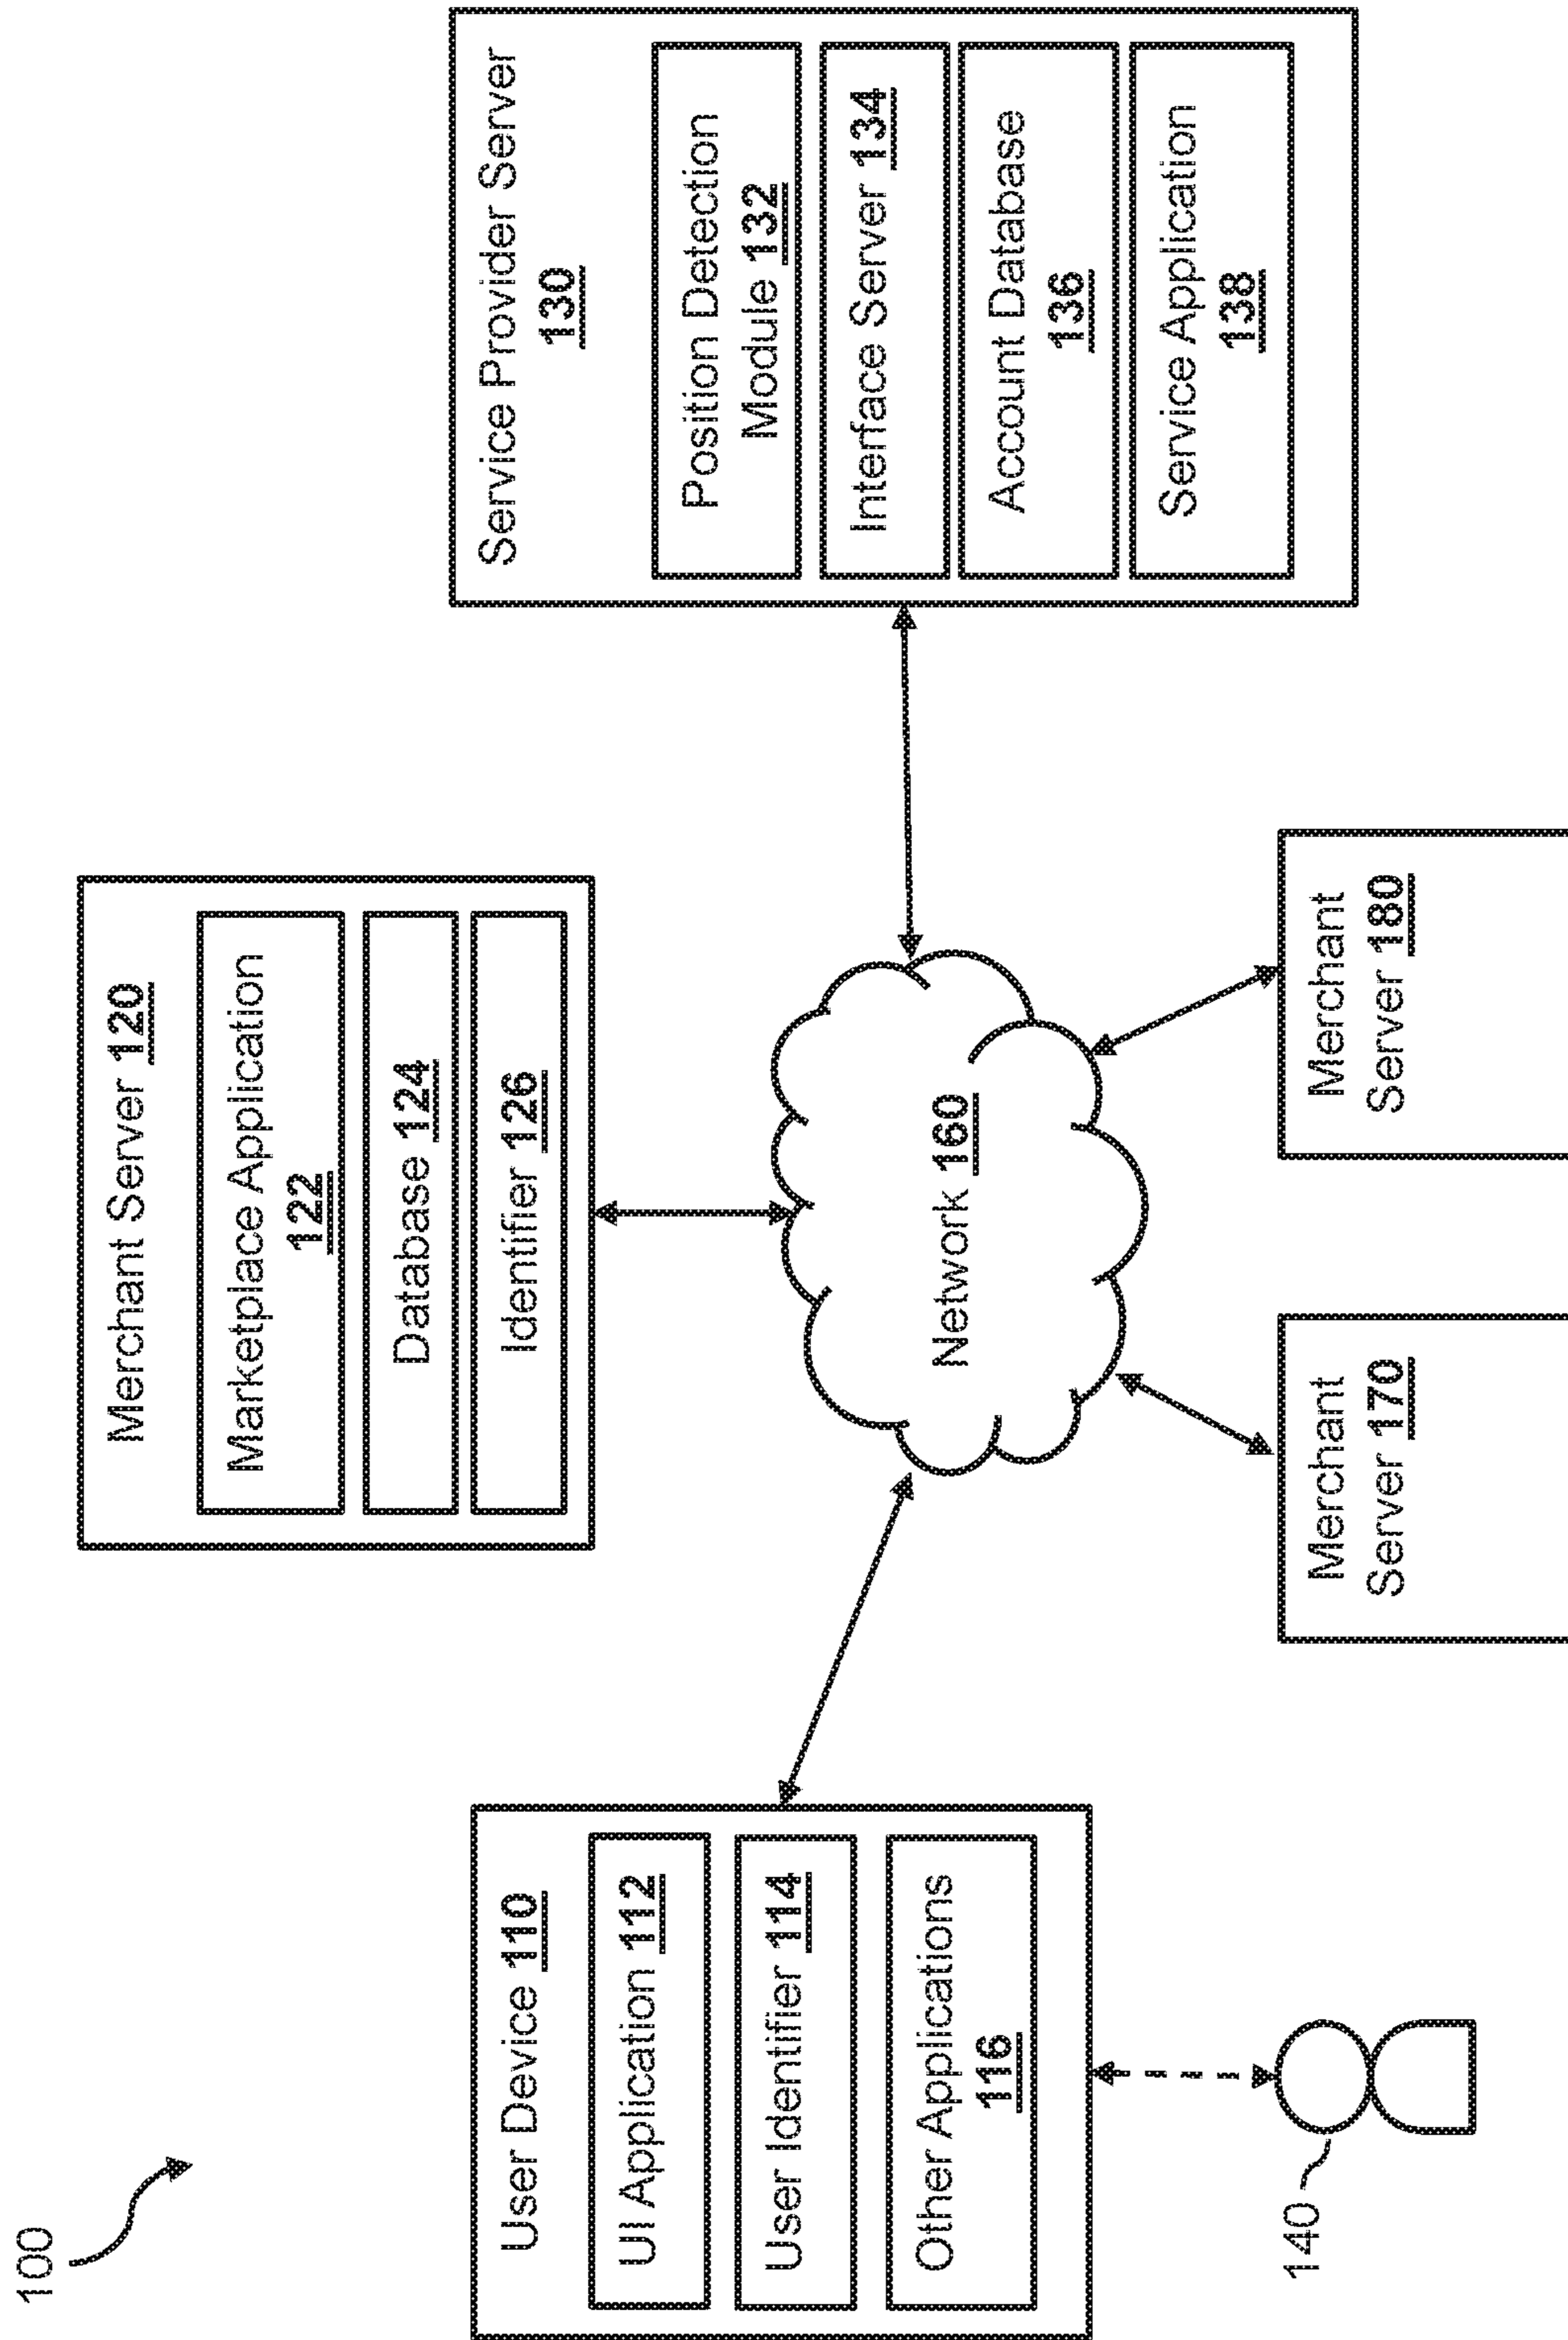 100
Merchant Server 120
Marketplace Application
122
Database 124
Identifier 126
User Device 110
UI Application 112
User Identifier 114
Other Applications
116
Network 160
Service Provider Server
130
Position Detection
Module 132
Interface Server 134
Account Database
136
Service Application
138
140
Merchant
Server 170
Merchant
Server 180